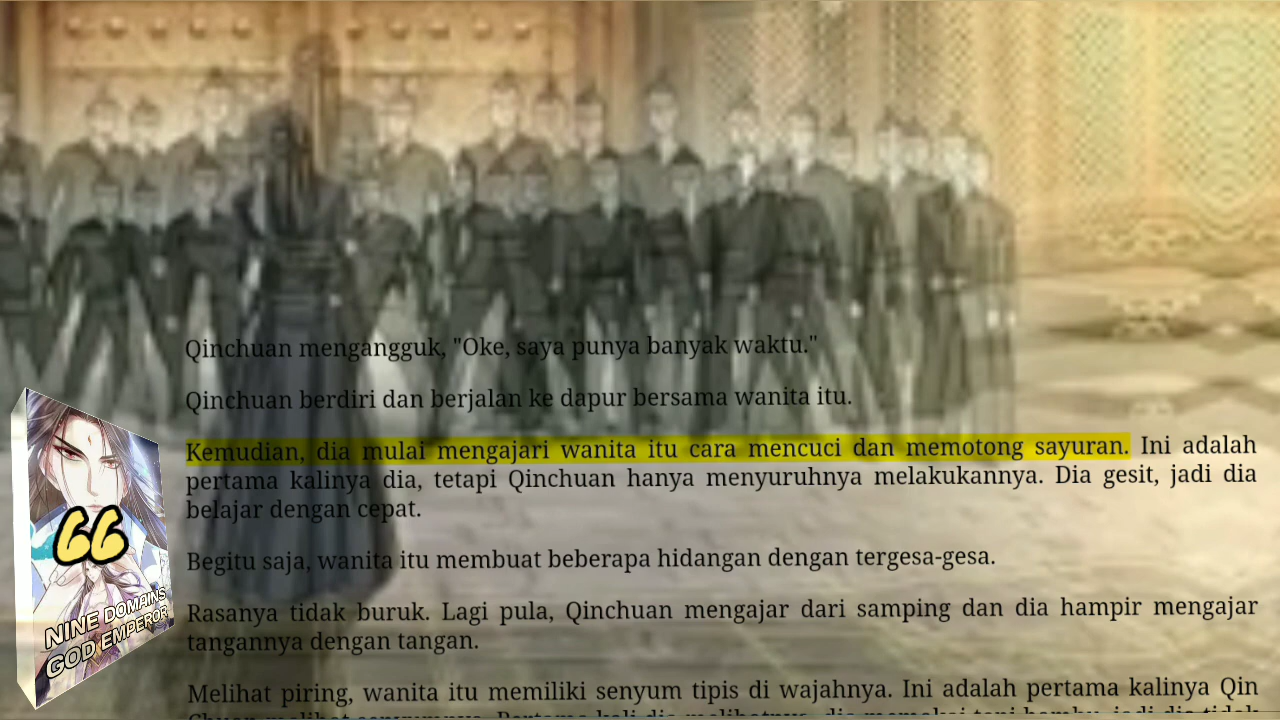 Qinchuan mengangguk, "Oke, saya punya banyak waktu."
Qinchuan berdiri dan berjalan ke dapur bersama wanita itu.
Kemudian, dia mulai mengajari wanita itu cara mencuci dan memotong sayuran. Ini adalah
pertama kalinya dia, tetapi Qinchuan hanya menyuruhnya melakukannya. Dia gesit, jadi dia
belajar dengan cepat.
Begitu saja, wanita itu membuat beberapa hidangan dengan tergesa-gesa.
Rasanya tidak buruk. Lagi pula, Qinchuan mengajar dari samping dan dia hampir mengajar
tangannya dengan tangan.
Melihat piring, wanita itu memiliki senyum tipis di wajahnya. Ini adalah pertama kalinya Qin
66
NINE DOMAINS
GOD EMPEROR